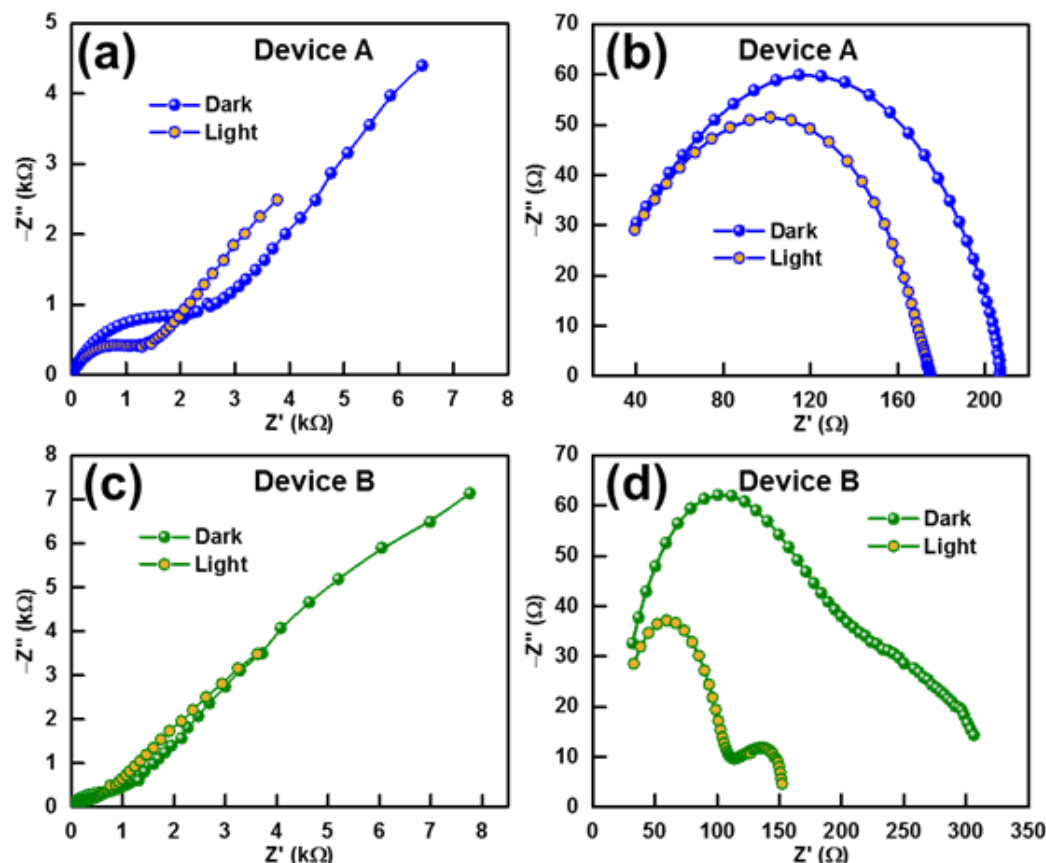 (a)
Device A
Dark
Light
–Z'' (kΩ)
5
4
3
2
1
0
0 1 2 3 4 5 6 7 8
Z' (kΩ)
(b)
Device A
Dark
Light
–Z'' (Ω)
70
60
50
40
30
20
10
0
40 80 120 160 200
Z' (Ω)
(c)
Device B
Dark
Light
–Z'' (kΩ)
8
7
6
5
4
3
2
1
0
0 1 2 3 4 5 6 7 8
Z' (kΩ)
(d)
Device B
Dark
Light
–Z'' (Ω)
70
60
50
40
30
20
10
0
0 50 100 150 200 250 300 350
Z' (Ω)